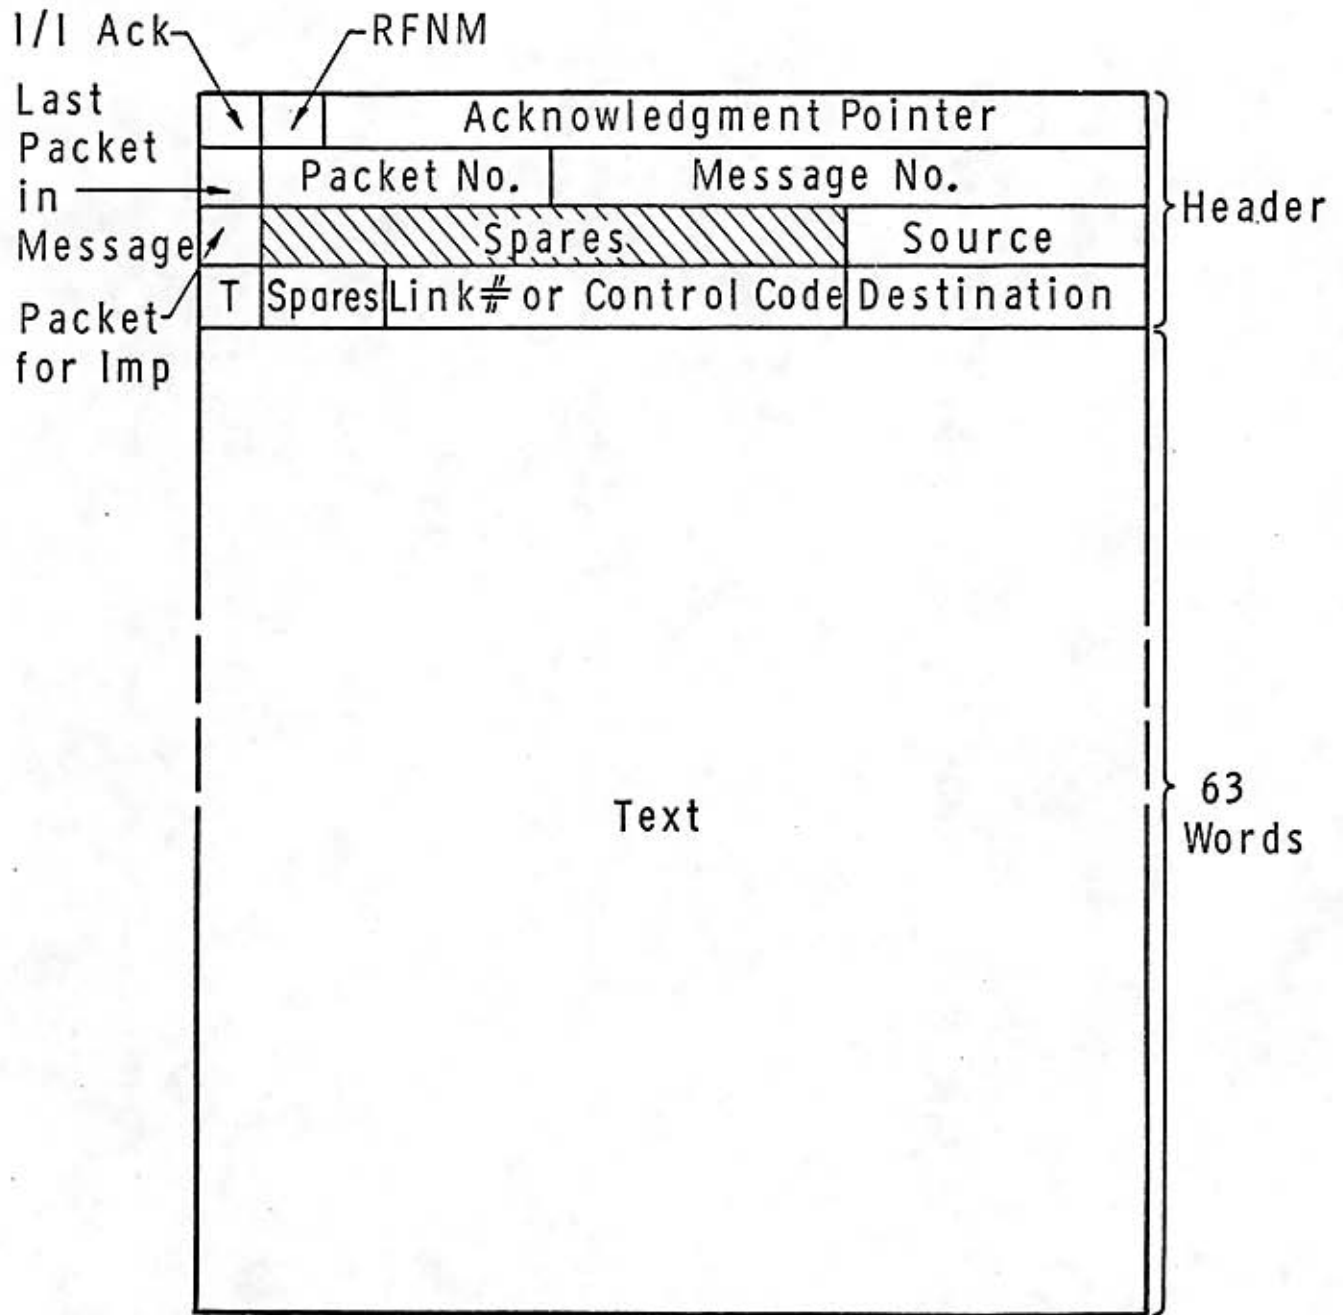 I/I Ack
RFNM
Last
Packet
in
Message
Packet
for Imp
Acknowledgment Pointer
Packet No.
Message No.
Spares
Source
T
Spares
Link# or Control Code
Destination
Header
Text
63
Words